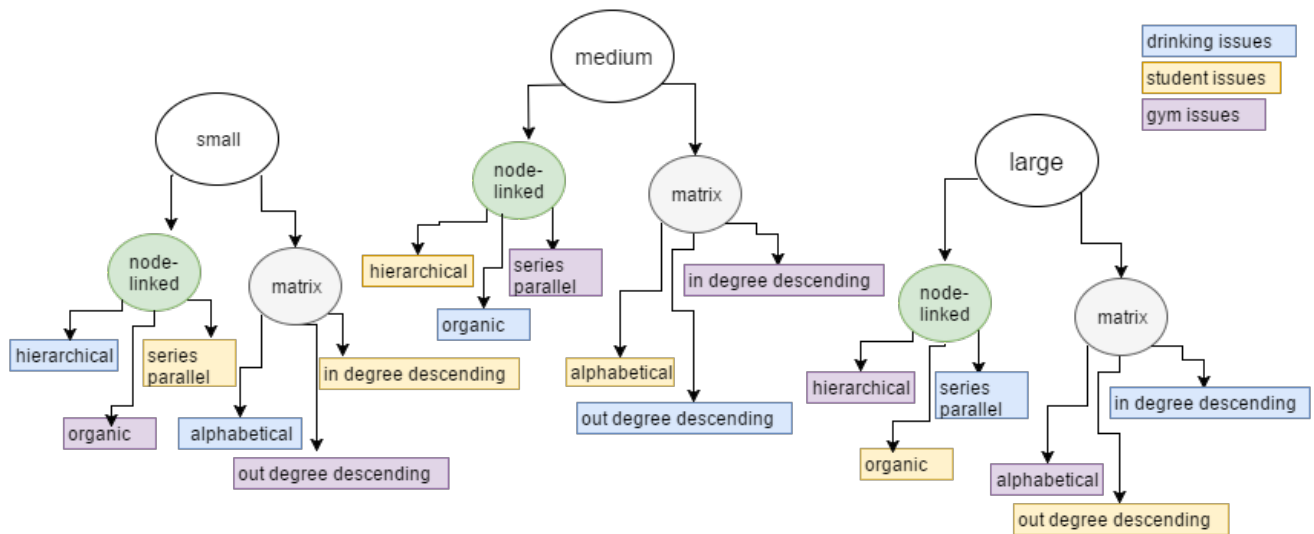 small
node-
linked
matrix
hierarchical
series
parallel
in degree descending
organic
alphabetical
out degree descending
medium
node-
linked
matrix
hierarchical
series
parallel
in degree descending
organic
alphabetical
out degree descending
large
node-
linked
matrix
hierarchical
series
parallel
in degree descending
organic
alphabetical
out degree descending
drinking issues
student issues
gym issues